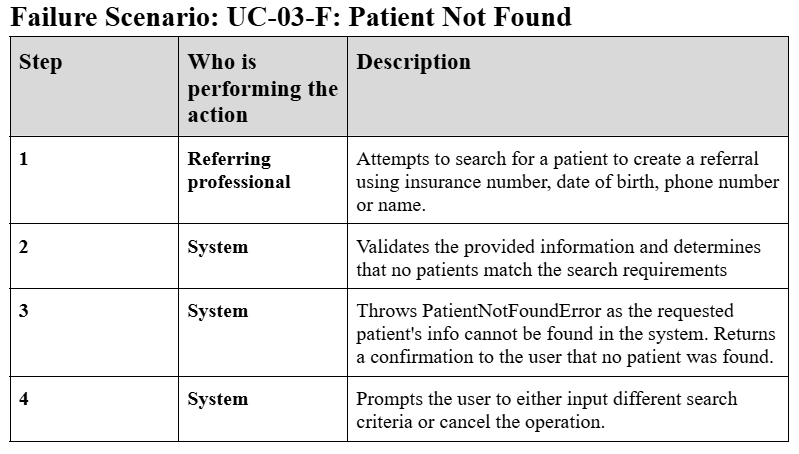 Failure Scenario: UC-03-F: Patient Not Found
Step
Who is
performing the
action
Description
1
Referring
professional
Attempts to search for a patient to create a referral
using insurance number, date of birth, phone number
or name.
2
System
Validates the provided information and determines
that no patients match the search requirements
3
System
Throws PatientNotFoundError as the requested
patient's info cannot be found in the system. Returns
a confirmation to the user that no patient was found.
4
System
Prompts the user to either input different search
criteria or cancel the operation.